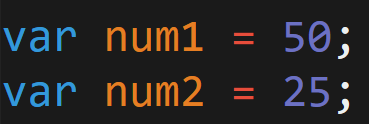 var num1 = 50;
var num2 = 25;